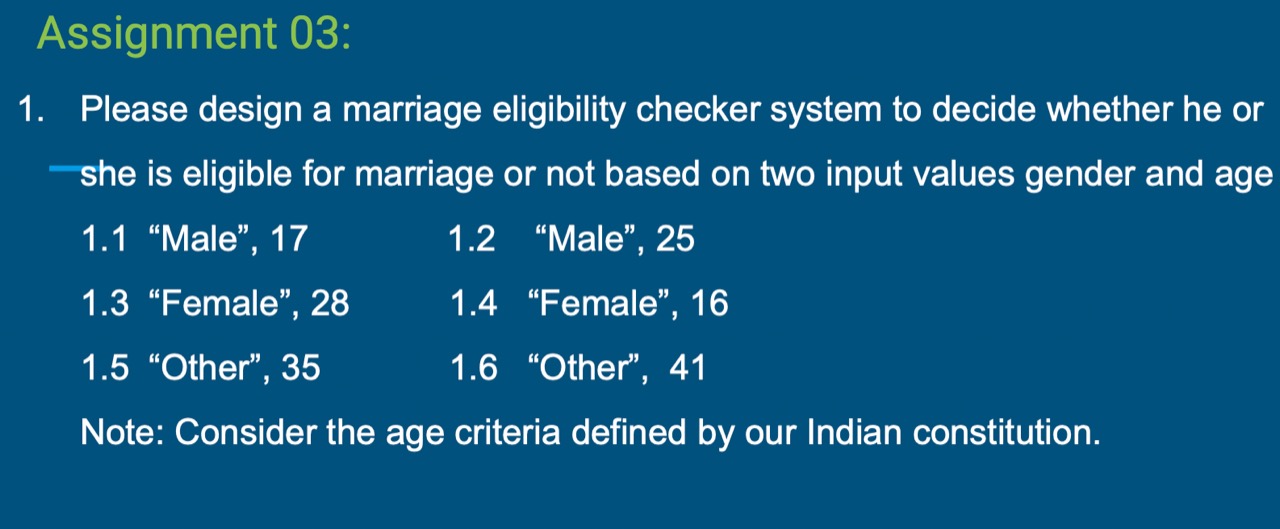 Assignment 03:
1. Please design a marriage eligibility checker system to decide whether he or
she is eligible for marriage or not based on two input values gender and age
1.1 “Male”, 17 1.2 “Male”, 25
1.3 “Female”, 28 1.4 “Female”, 16
1.5 “Other”, 35 1.6 “Other”, 41
Note: Consider the age criteria defined by our Indian constitution.